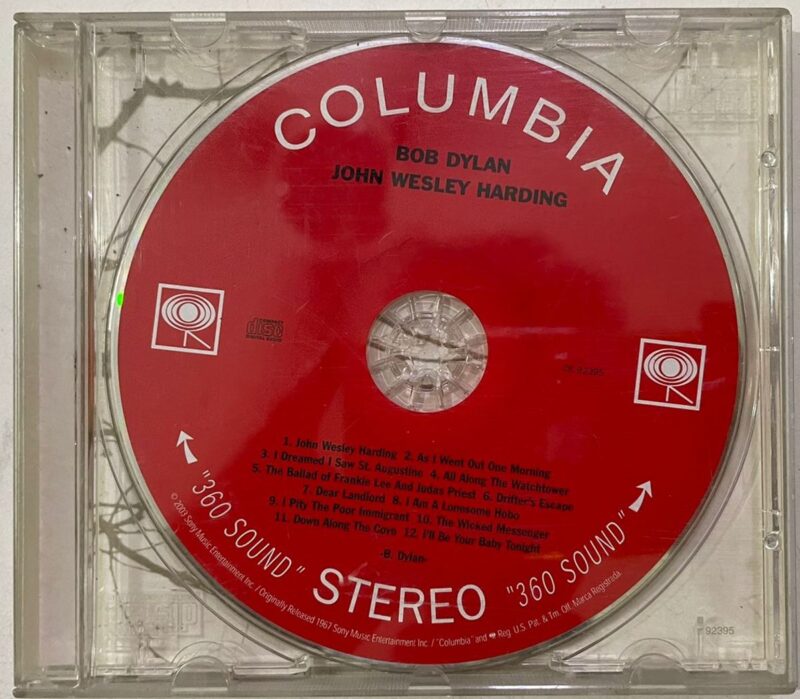 COLUMBIA
BOB DYLAN
JOHN WESLEY HARDING
COMPACT
disc
DIGITAL AUDIO
CK 92395
1. John Wesley Harding 2. As I Went Out One Morning
3. I Dreamed I Saw St. Augustine 4. All Along The Watchtower
5. The Ballad of Frankie Lee And Judas Priest 6. Drifter's Escape
7. Dear Landlord 8. I Am A Lonesome Hobo
9. I Pity The Poor Immigrant 10. The Wicked Messenger
11. Down Along The Cove 12. I'll Be Your Baby Tonight
-B. Dylan-
"360 SOUND" STEREO "360 SOUND"
© 2003 Sony Music Entertainment Inc. / Originally Released 1967 Sony Music Entertainment Inc. / "Columbia" and Reg. U.S. Pat. & Tm. Off. Marca Registrada
92395